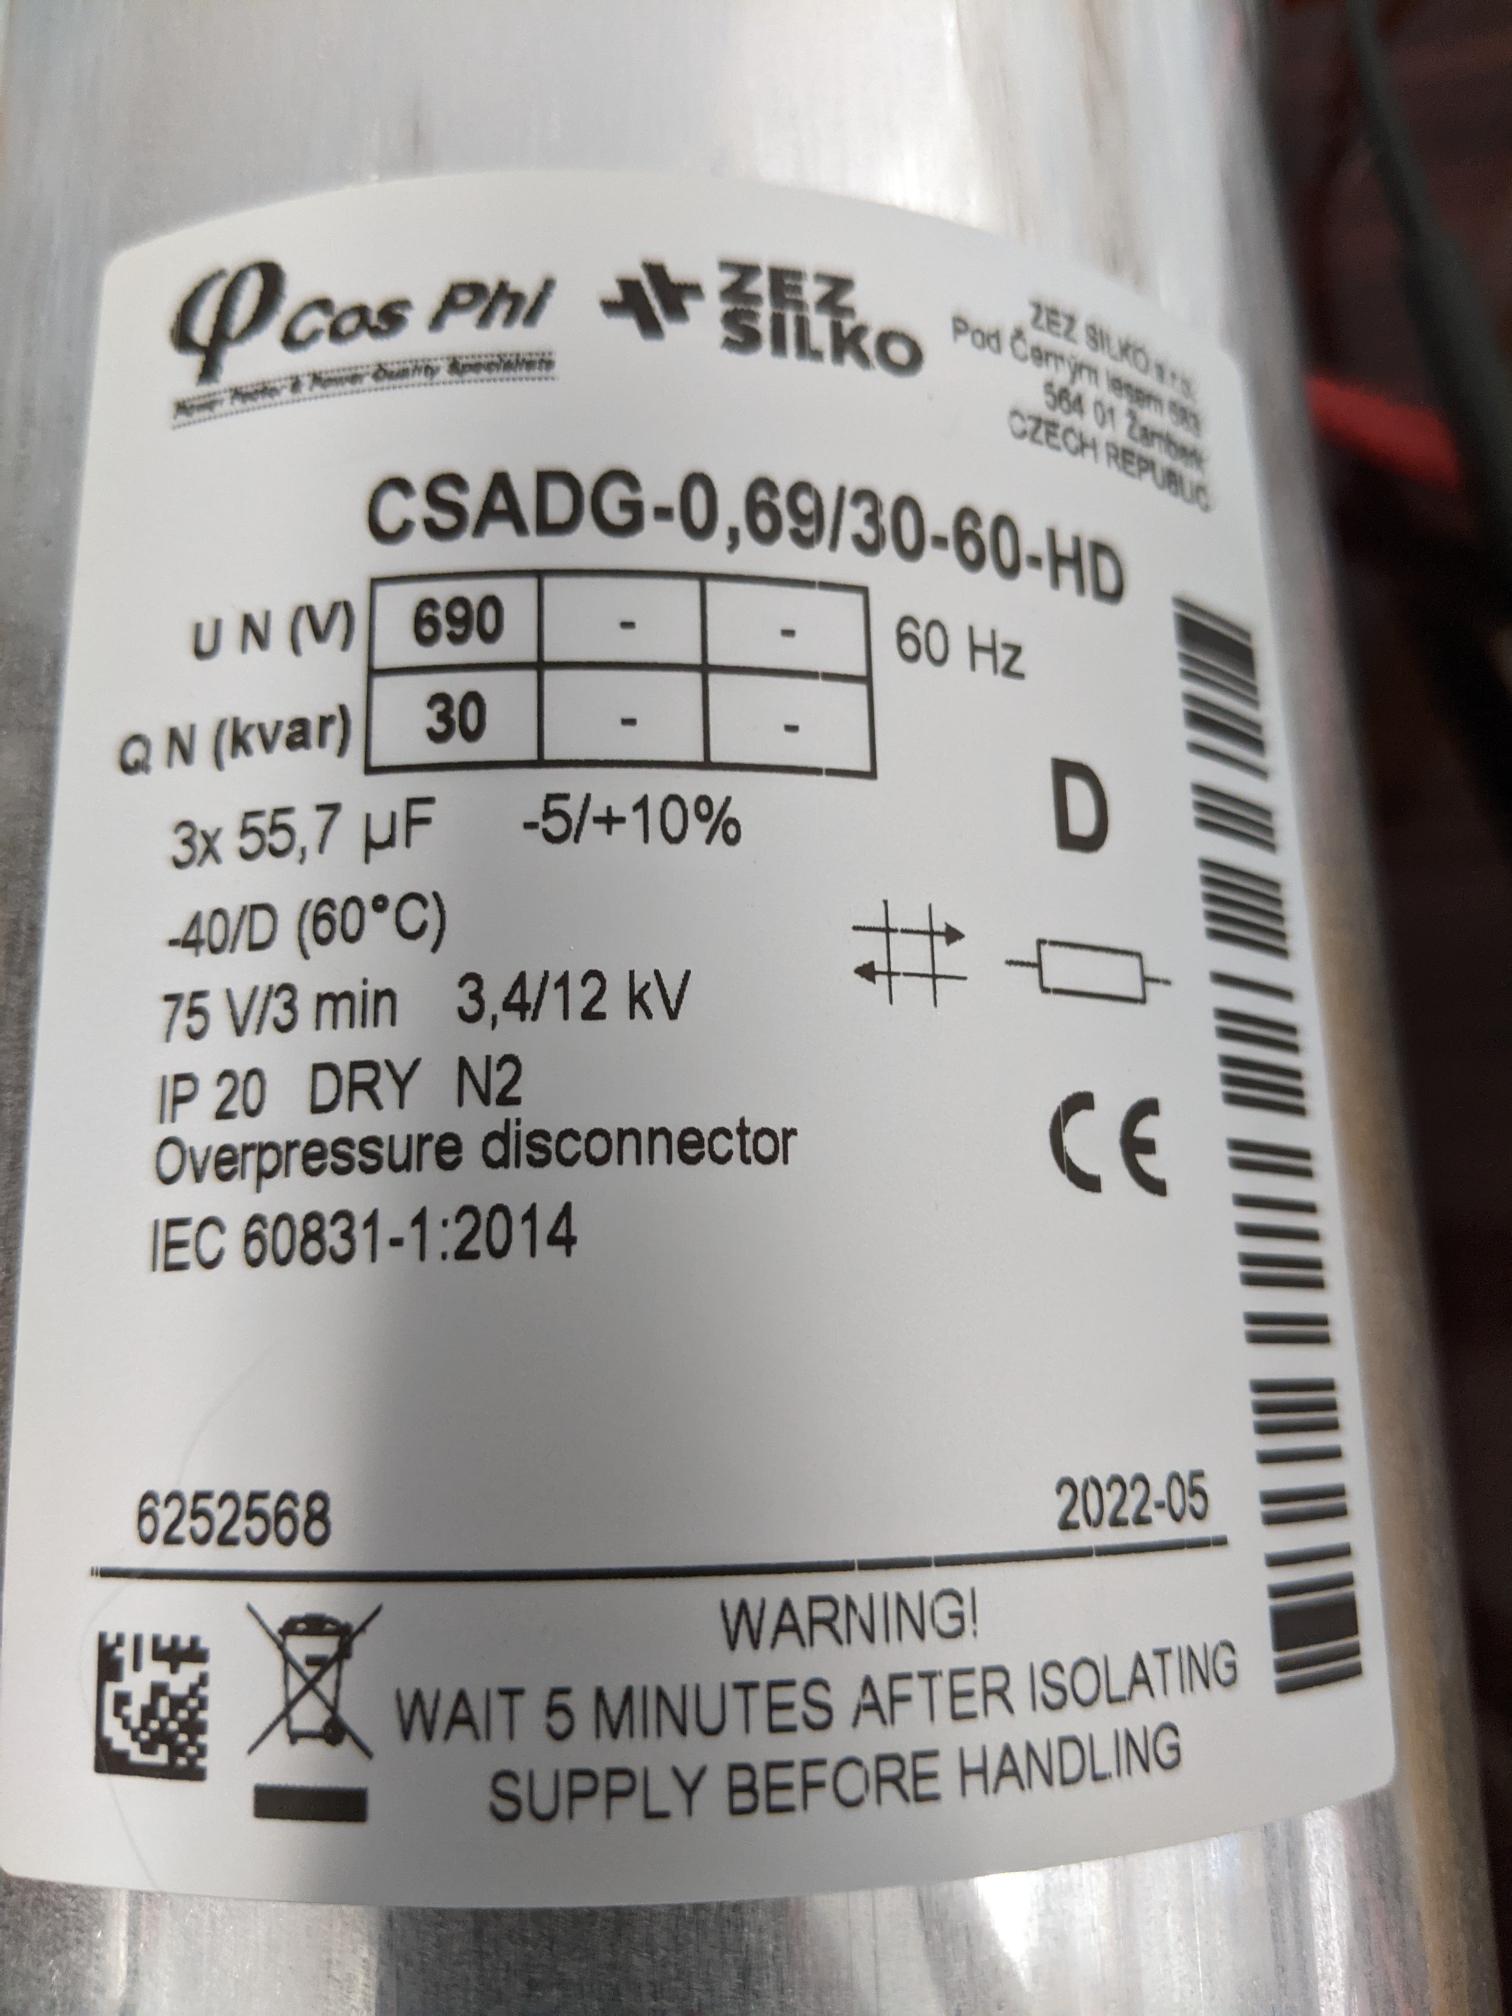 φ Cos Phi
Power Factor & Power Quality Specialists
ZEZ
SILKO
ZEZ SILKO s.r.o.
Pod Černým lesem 683
564 01 Žamberk
CZECH REPUBLIC
CSADG-0,69/30-60-HD
U N (V) 690 - - 60 Hz
Q N (kvar) 30 - -
3x 55,7 µF -5/+10%
D
-40/D (60°C)
75 V/3 min 3,4/12 kV
IP 20 DRY N2
Overpressure disconnector
CE
IEC 60831-1:2014
6252568 2022-05
WARNING!
WAIT 5 MINUTES AFTER ISOLATING
SUPPLY BEFORE HANDLING